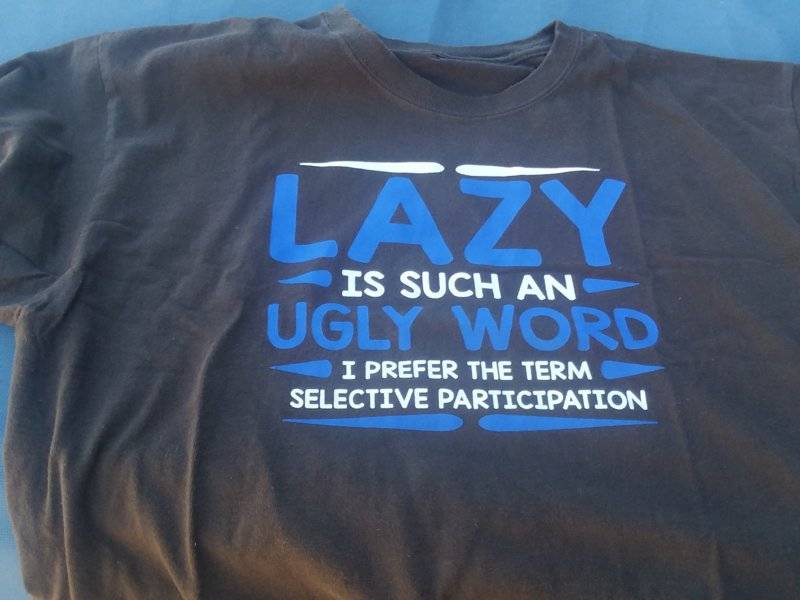 LAZY
IS SUCH AN
UGLY WORD
I PREFER THE TERM
SELECTIVE PARTICIPATION